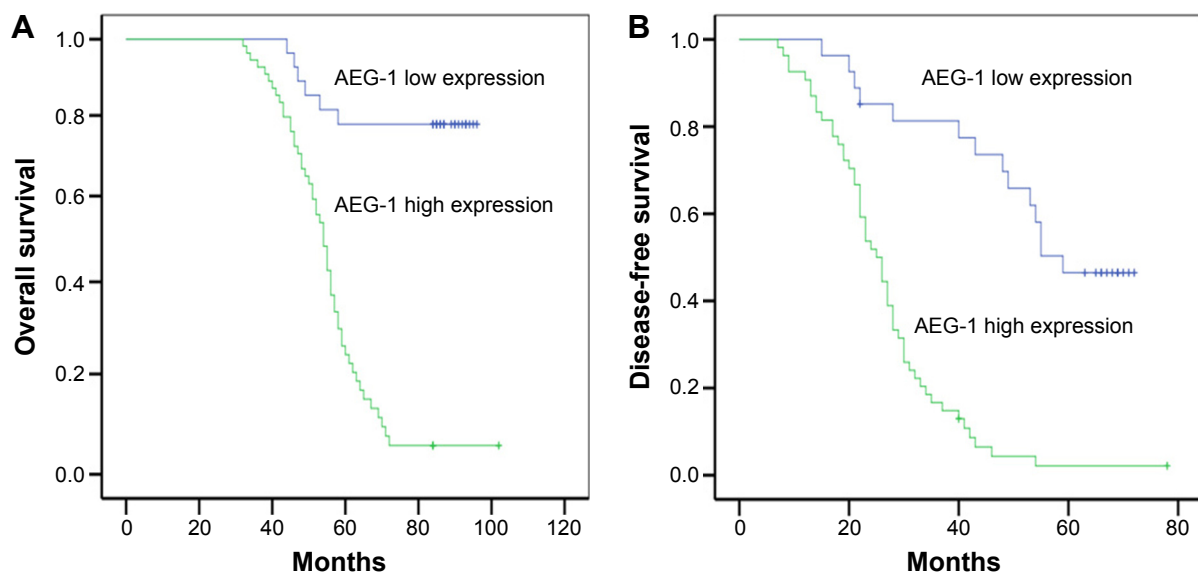 A
Overall survival
1.0
0.8
0.6
0.4
0.2
0.0
AEG-1 low expression
AEG-1 high expression
0 20 40 60 80 100 120
Months
B
Disease-free survival
1.0
0.8
0.6
0.4
0.2
0.0
AEG-1 low expression
AEG-1 high expression
0 20 40 60 80
Months